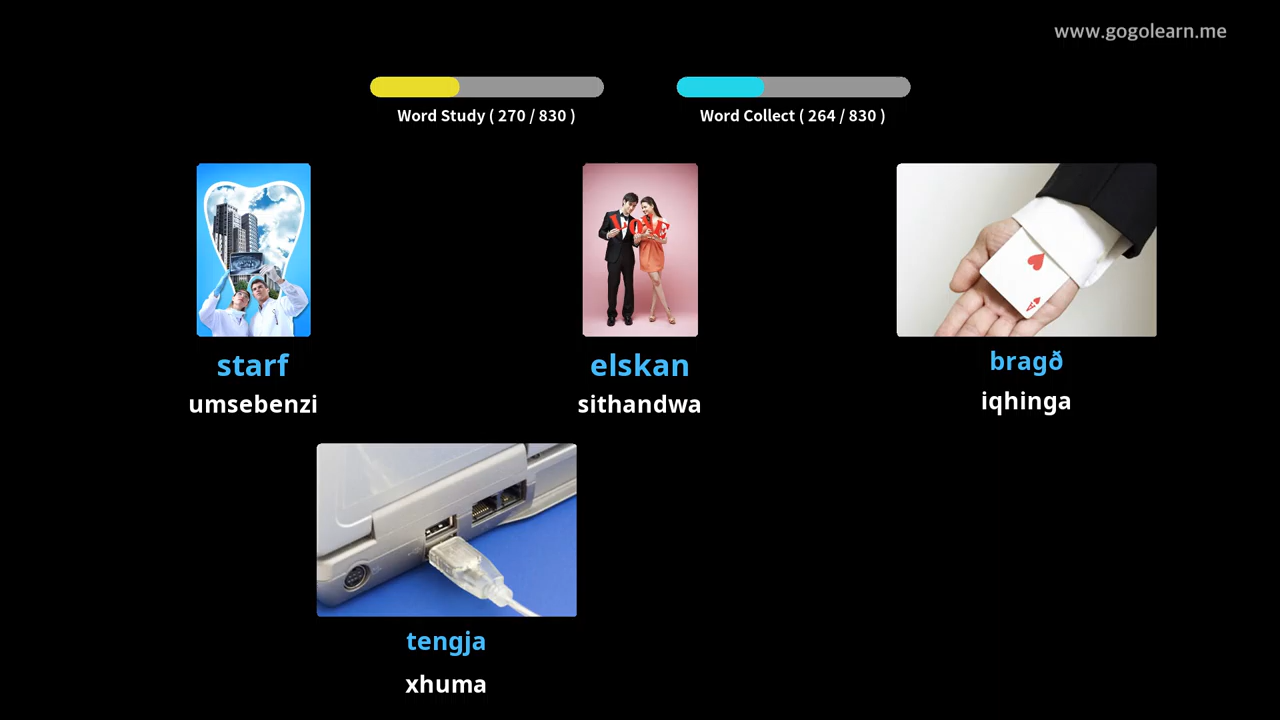 www.gogolearn.me
Word Study ( 270 / 830 )
Word Collect ( 264 / 830 )
LOVE
starf
umsebenzi
elskan
sithandwa
A
bragð
iqhinga
tengja
xhuma